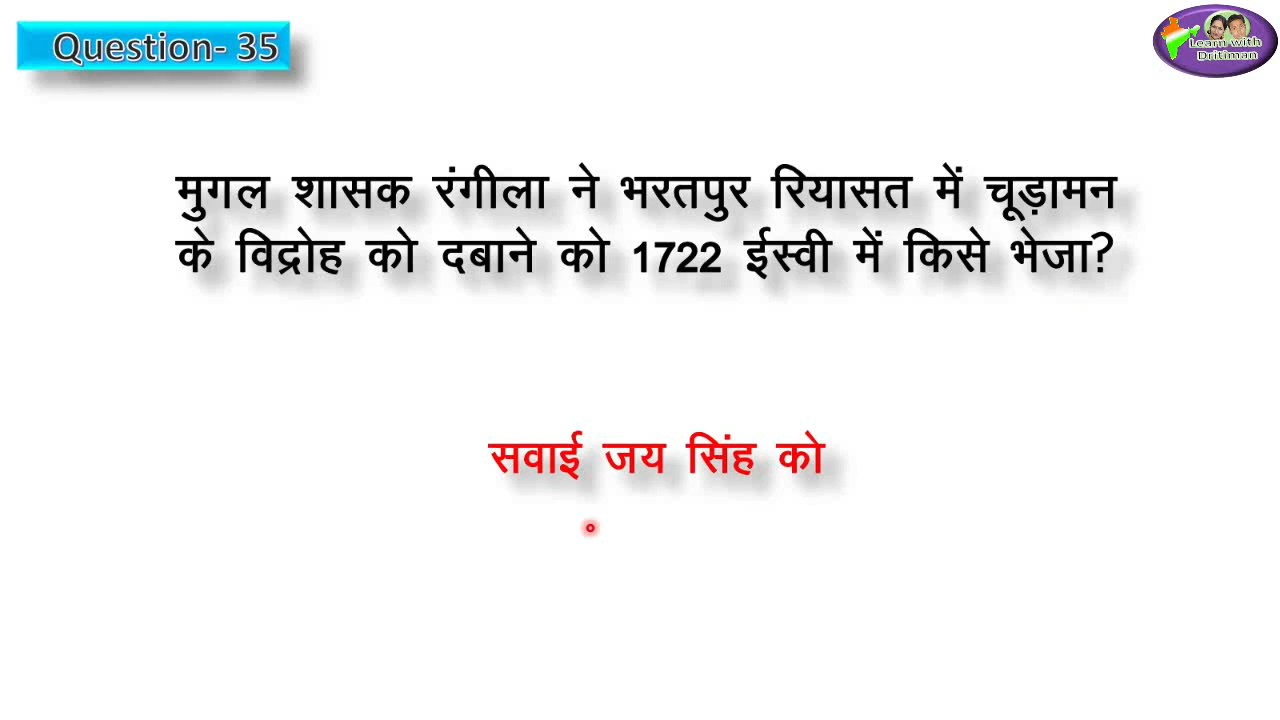 Question- 35
Learn with
Dritiman
मुगल शासक रंगीला ने भरतपुर रियासत में चूड़ामन
के विद्रोह को दबाने को 1722 ईस्वी में किसे भेजा?
सवाई जय सिंह को